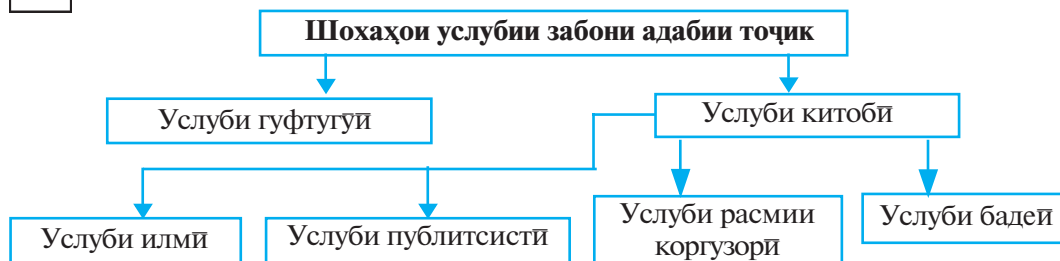 Шохаҳои услубии забони адабии тоҷик
Услуби гуфтугӯӣ
Услуби китобӣ
Услуби илмӣ
Услуби публитсистӣ
Услуби расмии
коргузорӣ
Услуби бадеӣ